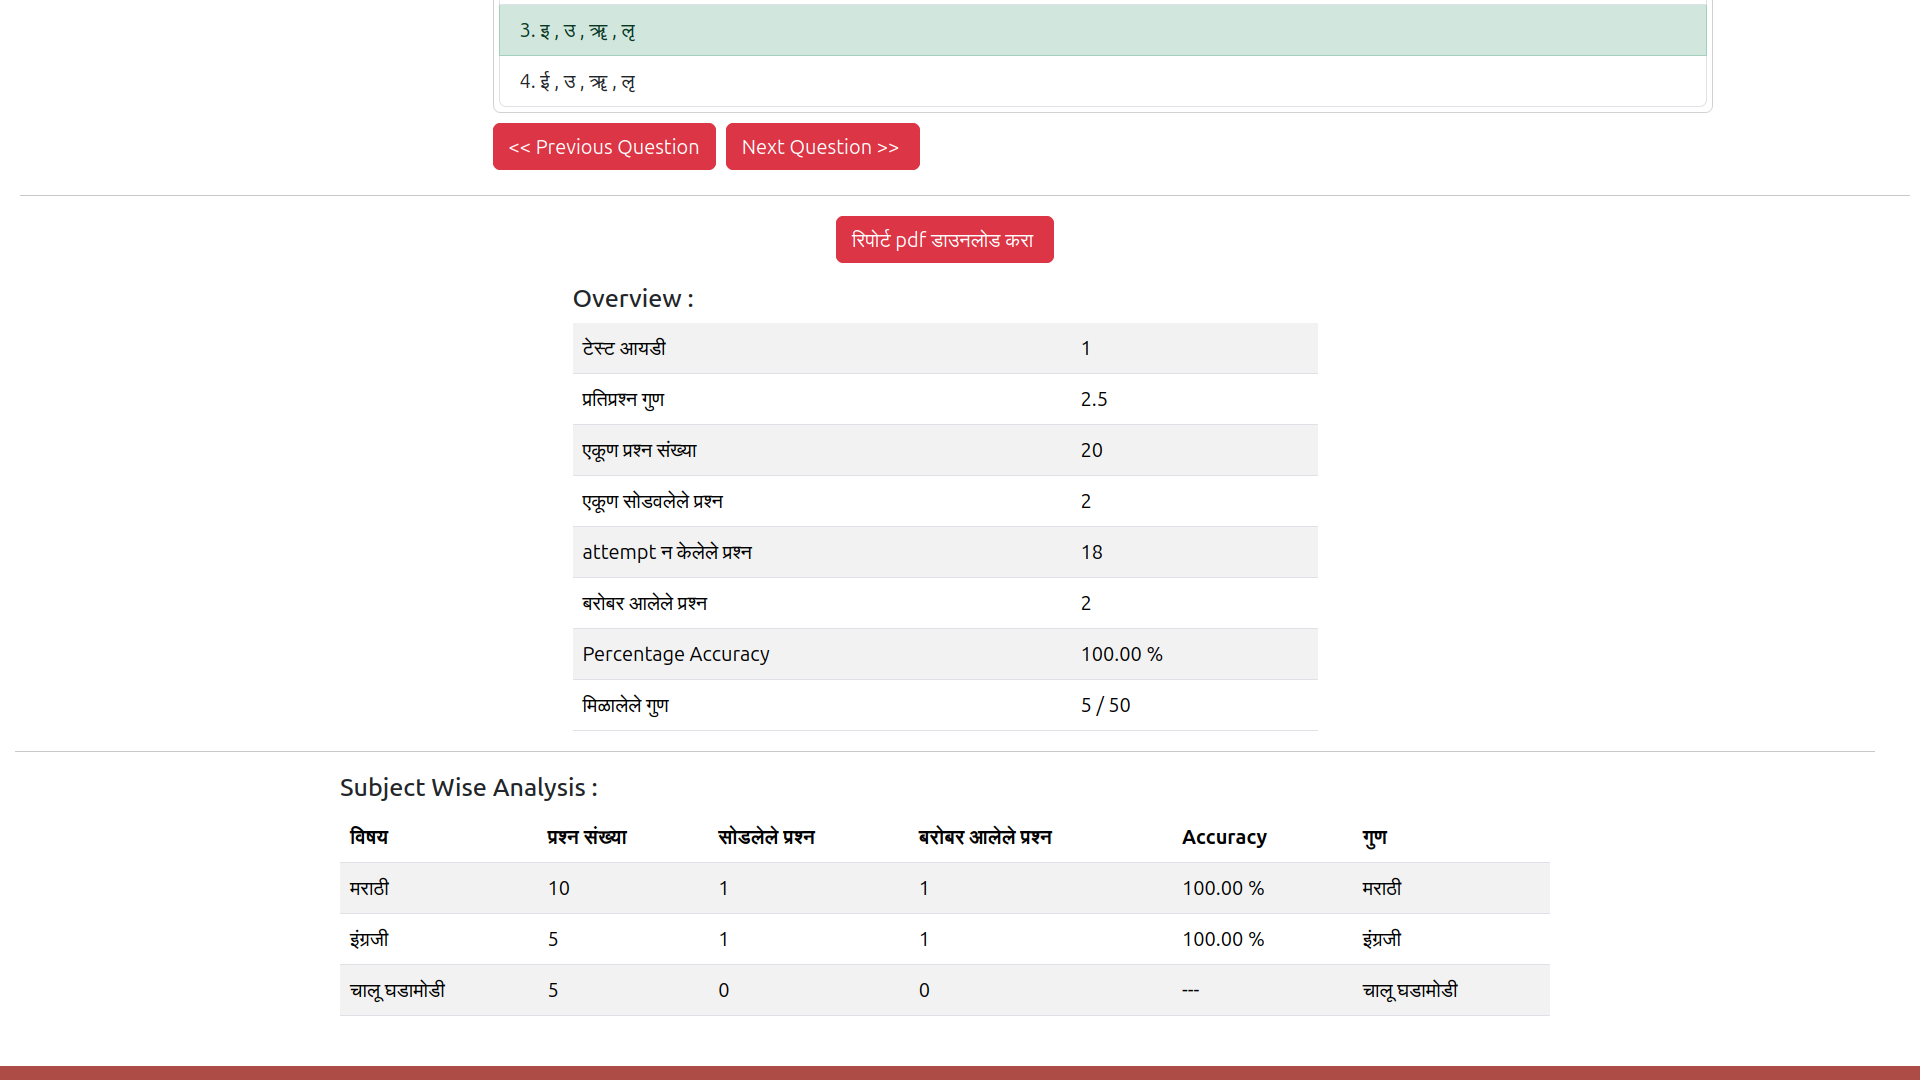 3. इ , उ , ॠ , लृ
4. ई , उ , ॠ , लृ
<< Previous Question Next Question >>
रिपोर्ट pdf डाउनलोड करा
Overview :
टेस्ट आयडी 1
प्रतिप्रश्न गुण 2.5
एकूण प्रश्न संख्या 20
एकूण सोडवलेले प्रश्न 2
attempt न केलेले प्रश्न 18
बरोबर आलेले प्रश्न 2
Percentage Accuracy 100.00 %
मिळालेले गुण 5 / 50
Subject Wise Analysis :
विषय प्रश्न संख्या सोडलेले प्रश्न बरोबर आलेले प्रश्न Accuracy गुण
मराठी 10 1 1 100.00 % मराठी
इंग्रजी 5 1 1 100.00 % इंग्रजी
चालू घडामोडी 5 0 0 --- चालू घडामोडी